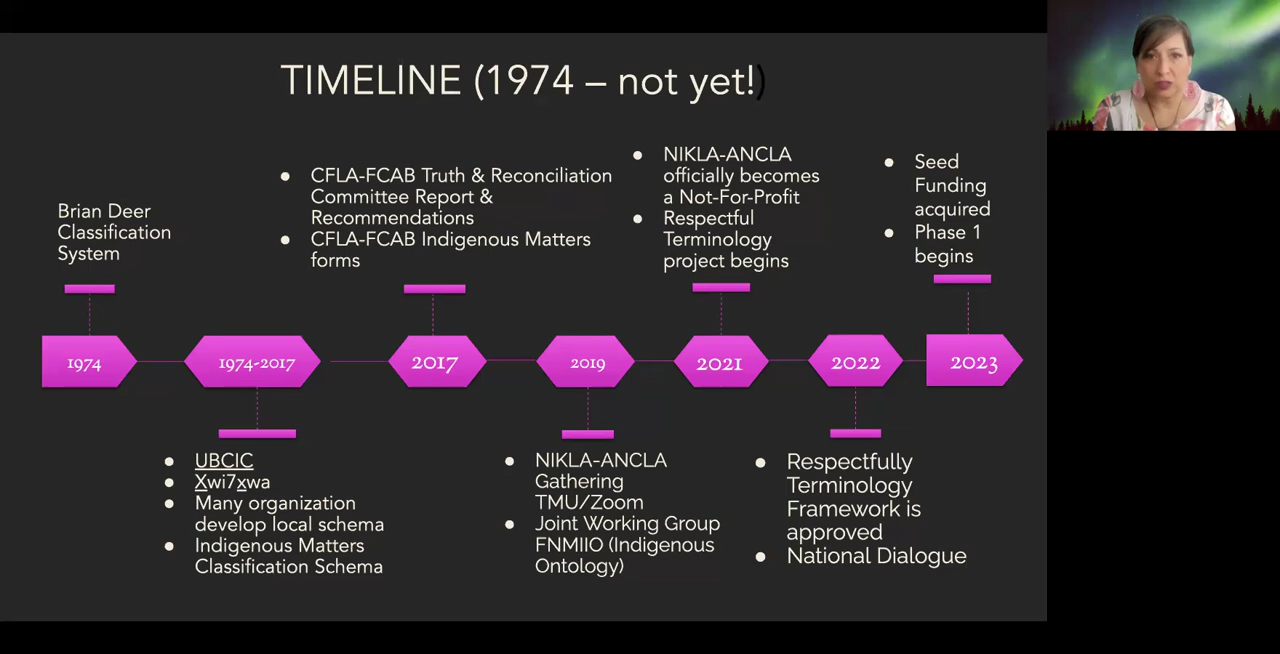 TIMELINE (1974 – not yet!)
Brian Deer
Classification
System
● CFLA-FCAB Truth & Reconciliation
Committee Report &
Recommendations
● CFLA-FCAB Indigenous Matters
forms
● NIKLA-ANCLA
officially becomes
a Not-For-Profit
● Respectful
Terminology
project begins
● Seed
Funding
acquired
● Phase 1
begins
1974
1974-2017
2017
2019
2021
2022
2023
● UBCIC
● Xwi7xwa
● Many organization
develop local schema
● Indigenous Matters
Classification Schema
● NIKLA-ANCLA
Gathering
TMU/Zoom
● Joint Working Group
FNMIIO (Indigenous
Ontology)
● Respectfully
Terminology
Framework is
approved
● National Dialogue